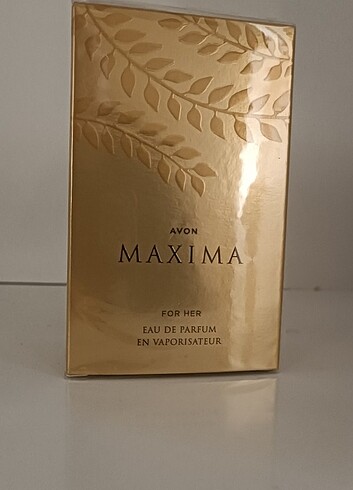 AVON
MAXIMA
FOR HER
EAU DE PARFUM
EN VAPORISATEUR